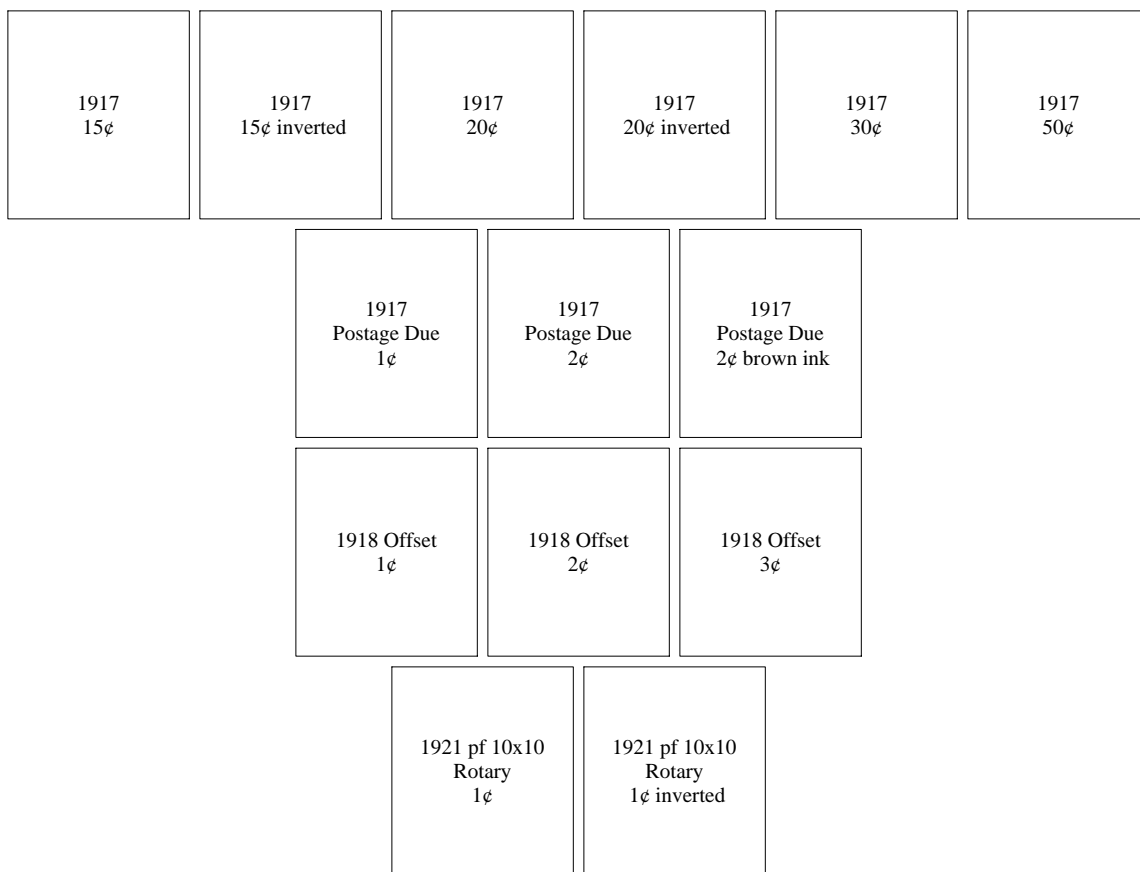 1917
15¢
1917
15¢ inverted
1917
20¢
1917
20¢ inverted
1917
30¢
1917
50¢
1917
Postage Due
1¢
1917
Postage Due
2¢
1917
Postage Due
2¢ brown ink
1918 Offset
1¢
1918 Offset
2¢
1918 Offset
3¢
1921 pf 10x10
Rotary
1¢
1921 pf 10x10
Rotary
1¢ inverted